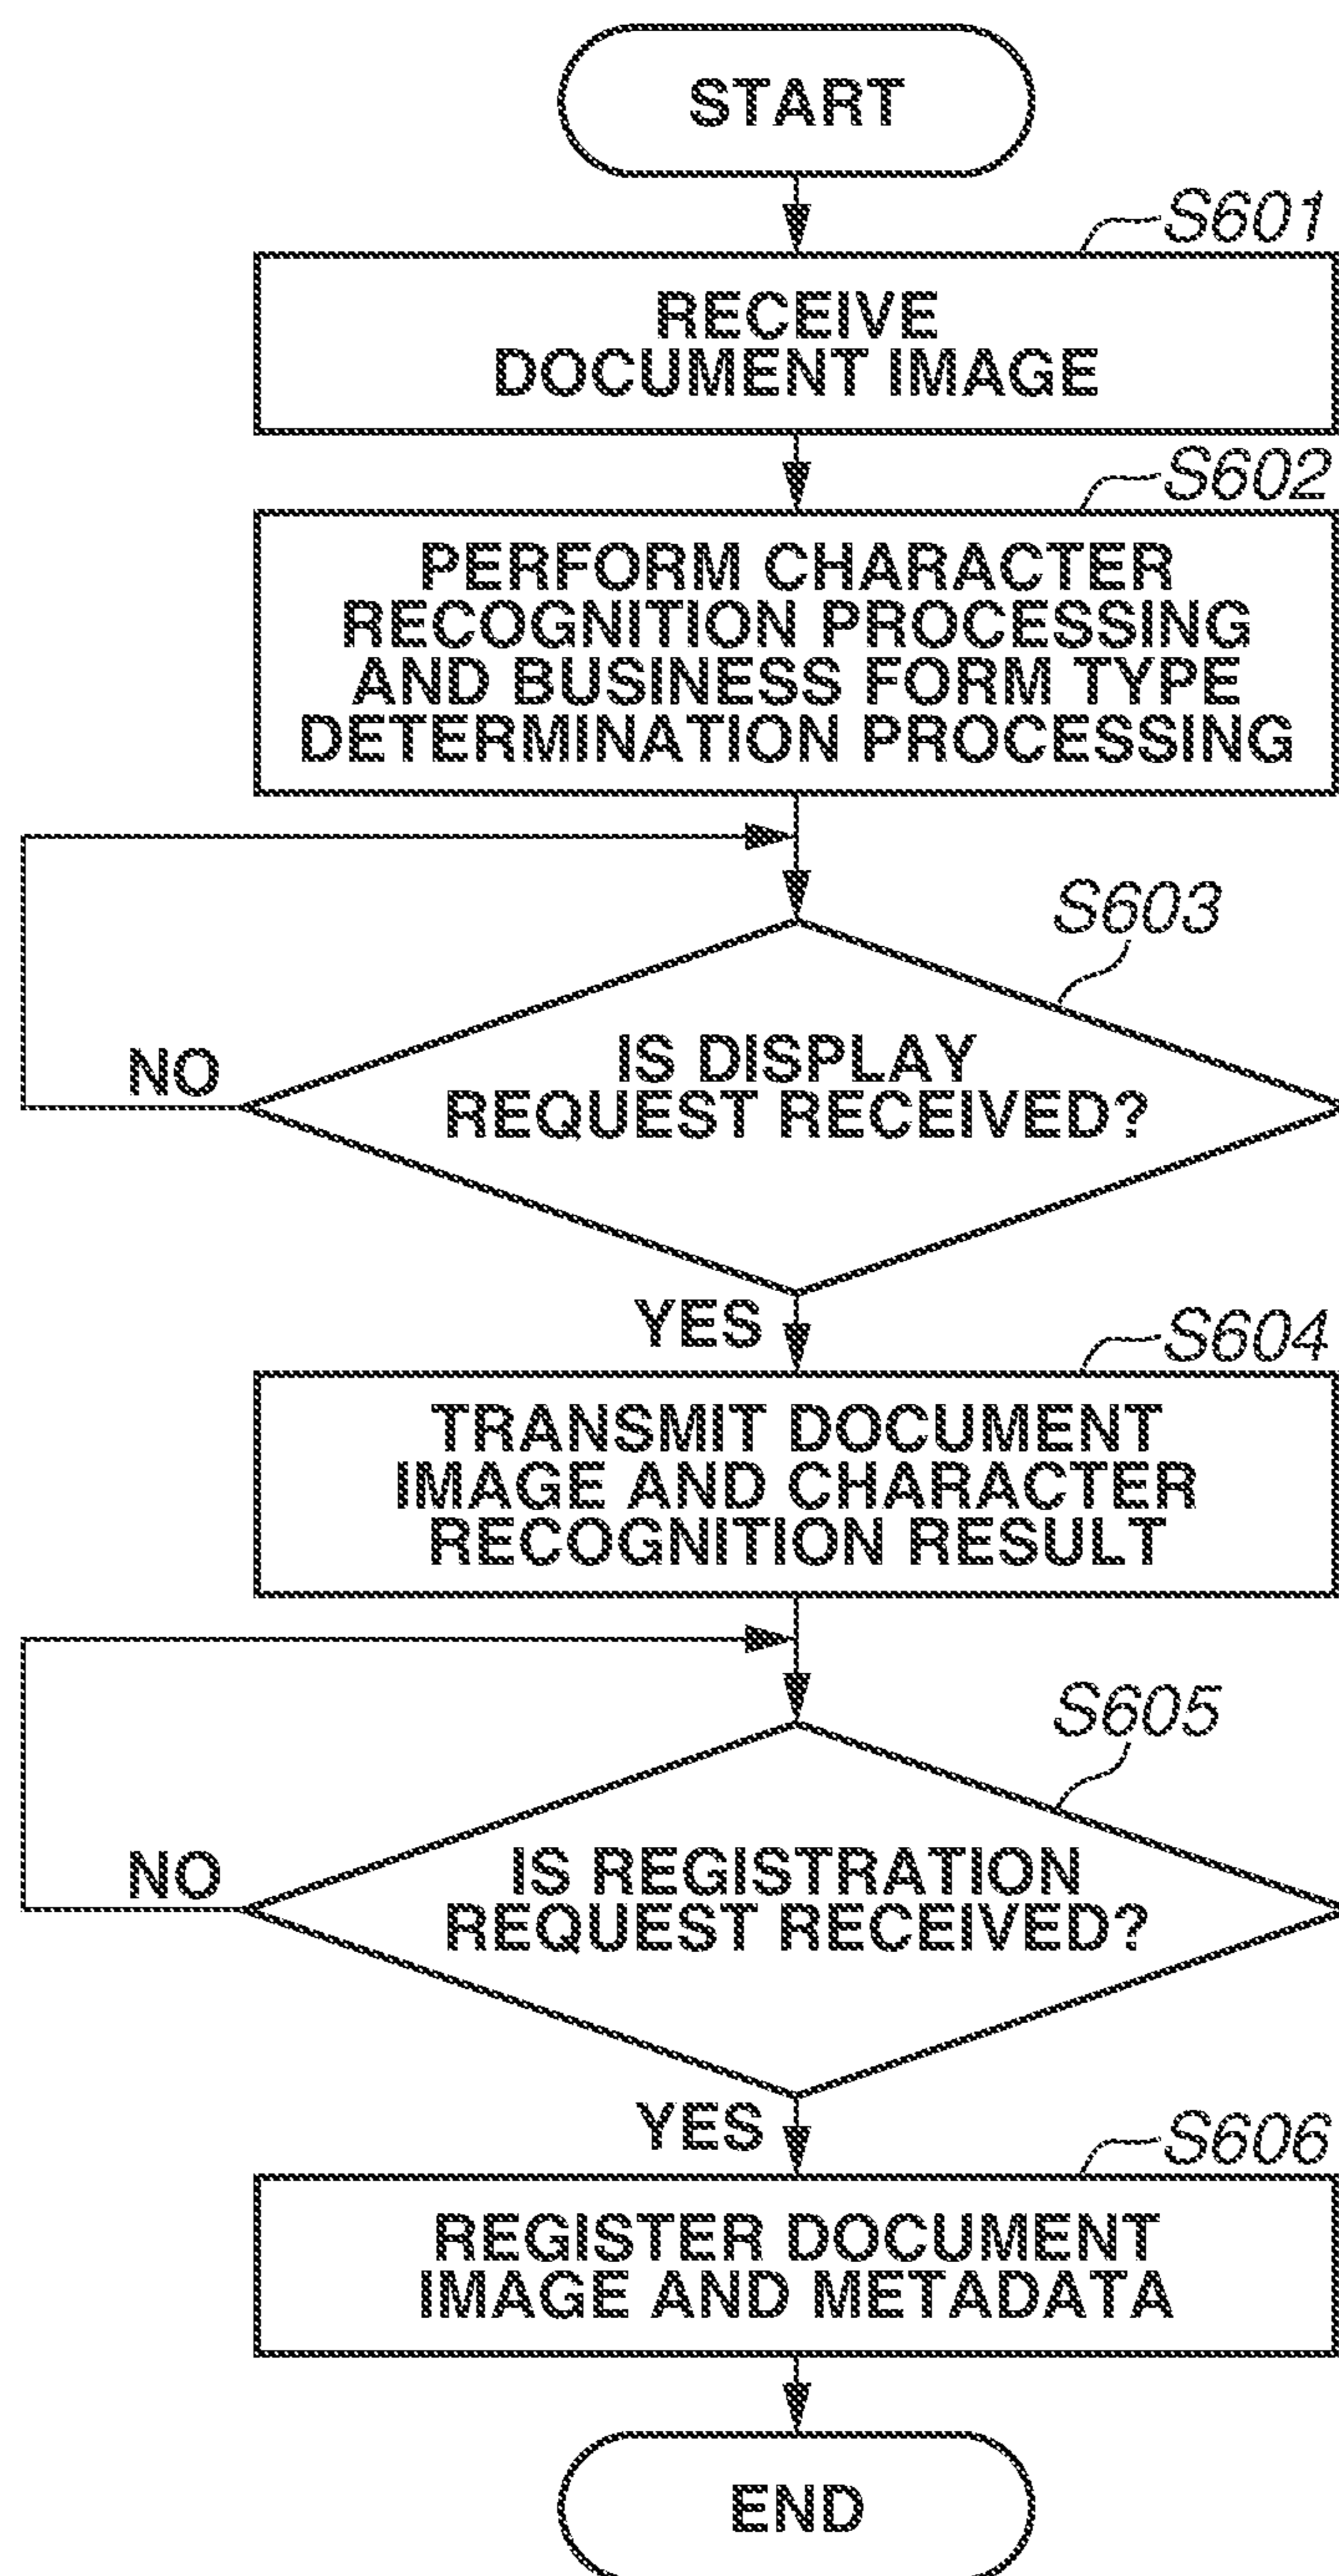 START
S601
RECEIVE
DOCUMENT IMAGE
S602
PERFORM CHARACTER
RECOGNITION PROCESSING
AND BUSINESS FORM TYPE
DETERMINATION PROCESSING
S603
IS DISPLAY
REQUEST RECEIVED?
NO
YES
S604
TRANSMIT DOCUMENT
IMAGE AND CHARACTER
RECOGNITION RESULT
S605
IS REGISTRATION
REQUEST RECEIVED?
NO
YES
S606
REGISTER DOCUMENT
IMAGE AND METADATA
END